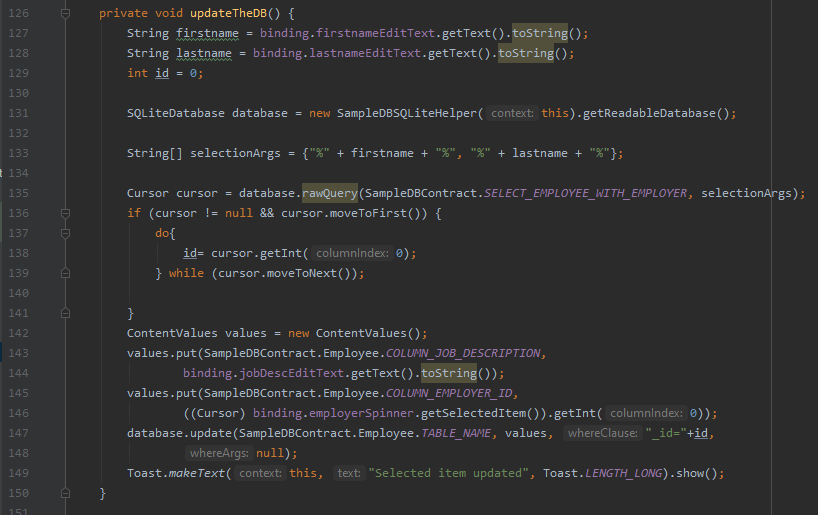 126 private void updateTheDB() {
127 String firstname = binding.firstnameEditText.getText().toString();
128 String lastname = binding.lastnameEditText.getText().toString();
129 int id = 0;
130
131 SQLiteDatabase database = new SampleDBSQLiteHelper( context: this).getReadableDatabase();
132
133 String[] selectionArgs = {"%" + firstname + "%", "%" + lastname + "%"};
134
135 Cursor cursor = database.rawQuery(SampleDBContract.SELECT_EMPLOYEE_WITH_EMPLOYER, selectionArgs);
136 if (cursor != null && cursor.moveToFirst()) {
137 do{
138 id= cursor.getInt( columnIndex: 0);
139 } while (cursor.moveToNext());
140
141 }
142 ContentValues values = new ContentValues();
143 values.put(SampleDBContract.Employee.COLUMN_JOB_DESCRIPTION,
144 binding.jobDescEditText.getText().toString());
145 values.put(SampleDBContract.Employee.COLUMN_EMPLOYER_ID,
146 ((Cursor) binding.employerSpinner.getSelectedItem()).getInt( columnIndex: 0));
147 database.update(SampleDBContract.Employee.TABLE_NAME, values, whereClause: "_id="+id,
148 whereArgs: null);
149 Toast.makeText( context: this, text: "Selected item updated", Toast.LENGTH_LONG).show();
150 }
151